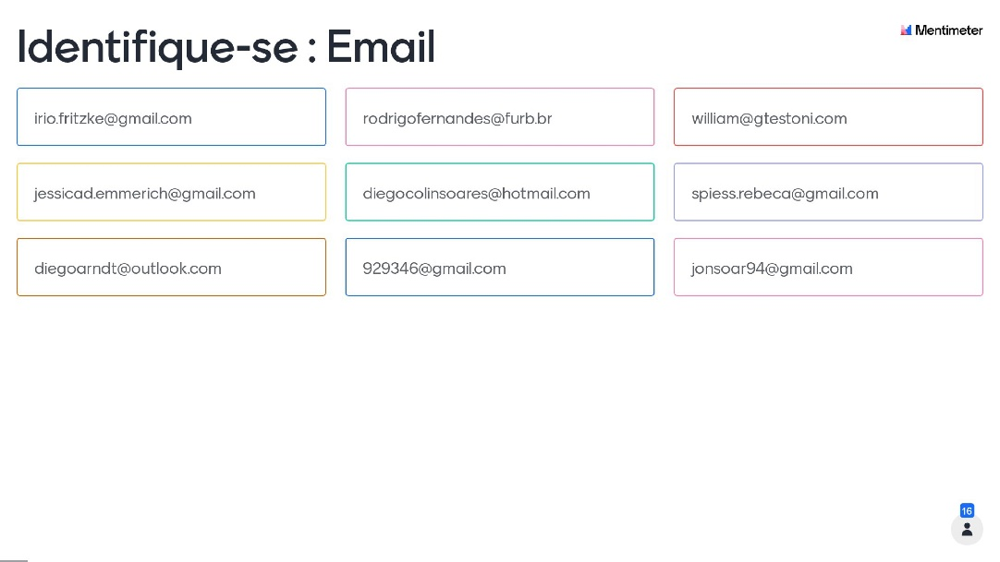 Identifique-se : Email
Mentimeter
irio.fritzke@gmail.com
rodrigofernandes@furb.br
william@gtestoni.com
jessicad.emmerich@gmail.com
diegocolinsoares@hotmail.com
spiess.rebeca@gmail.com
diegoarndt@outlook.com
929346@gmail.com
jonsoar94@gmail.com
16